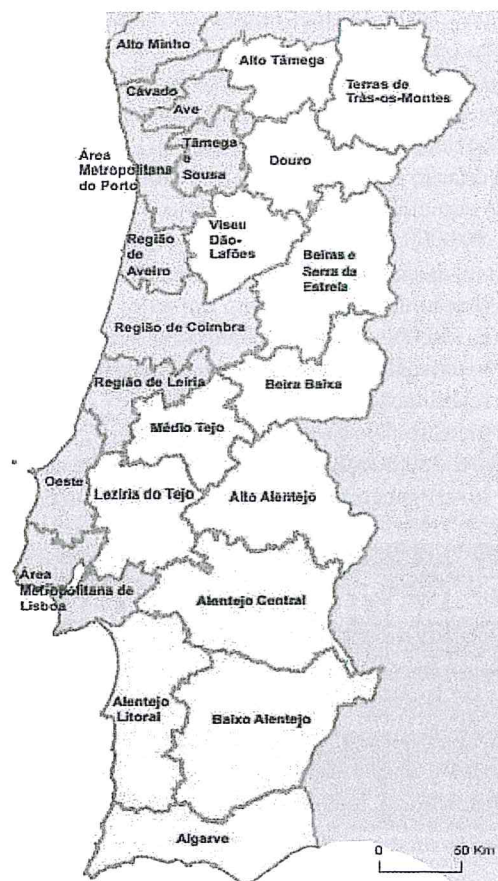 Alto Minho
Alto Tâmega
Terras de
Trás-os-Montes
Cávado
Ave
Tâmega
e
Sousa
Douro
Área
Metropolitana
do Porto
Viseu
Dão-
Lafões
Região
de
Aveiro
Beiras e
Serra da
Estrela
Região de Coimbra
Região de Leiria
Beira Baixa
Médio Tejo
Oeste
Lezíria do Tejo
Alto Alentejo
Área
Metropolitana de
Lisboa
Alentejo Central
Alentejo
Litoral
Baixo Alentejo
Algarve
0 50 Km